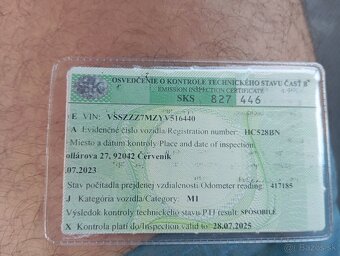 OSVEDČENIE O KONTROLE TECHNICKÉHO STAVU ČASŤ B
EMISSION INSPECTION CERTIFICATE
SKS 827 446
E VIN: VSSZZZ7MZYV516440
A Evidenčné číslo vozidla/Registration number: HC528BN
Miesto a dátum kontroly/Place and date of inspection
ollárova 27, 92042 Červeník
.07.2023
Stav počítadla prejdenej vzdialenosti/Odometer reading: 417185
J Kategória vozidla/Category: M1
Výsledok kontroly technického stavu/PTI result: SPÔSOBILÉ
X Kontrola platí do/Inspection valid to: 28.07.2025
bazos.sk